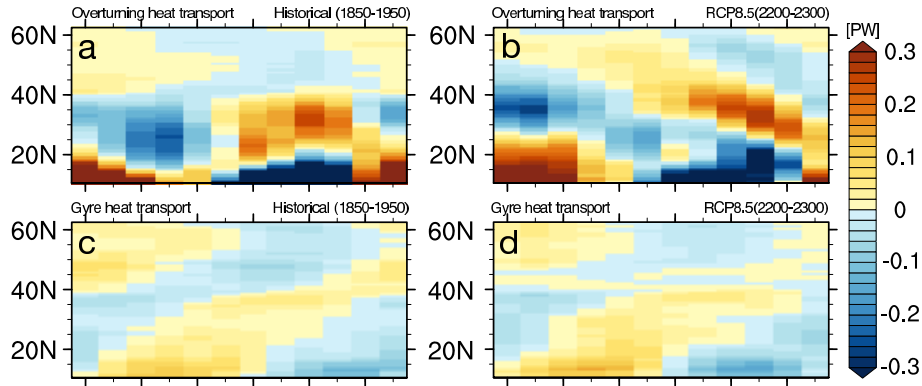 Overturning heat transport Historical (1850-1950)
Overturning heat transport RCP8.5(2200-2300)
[PW]
a
b
60N
40N
20N
60N
40N
20N
0.3
0.2
0.1
0
-0.1
-0.2
-0.3
Gyre heat transport Historical (1850-1950)
Gyre heat transport RCP8.5(2200-2300)
c
d
60N
40N
20N
60N
40N
20N